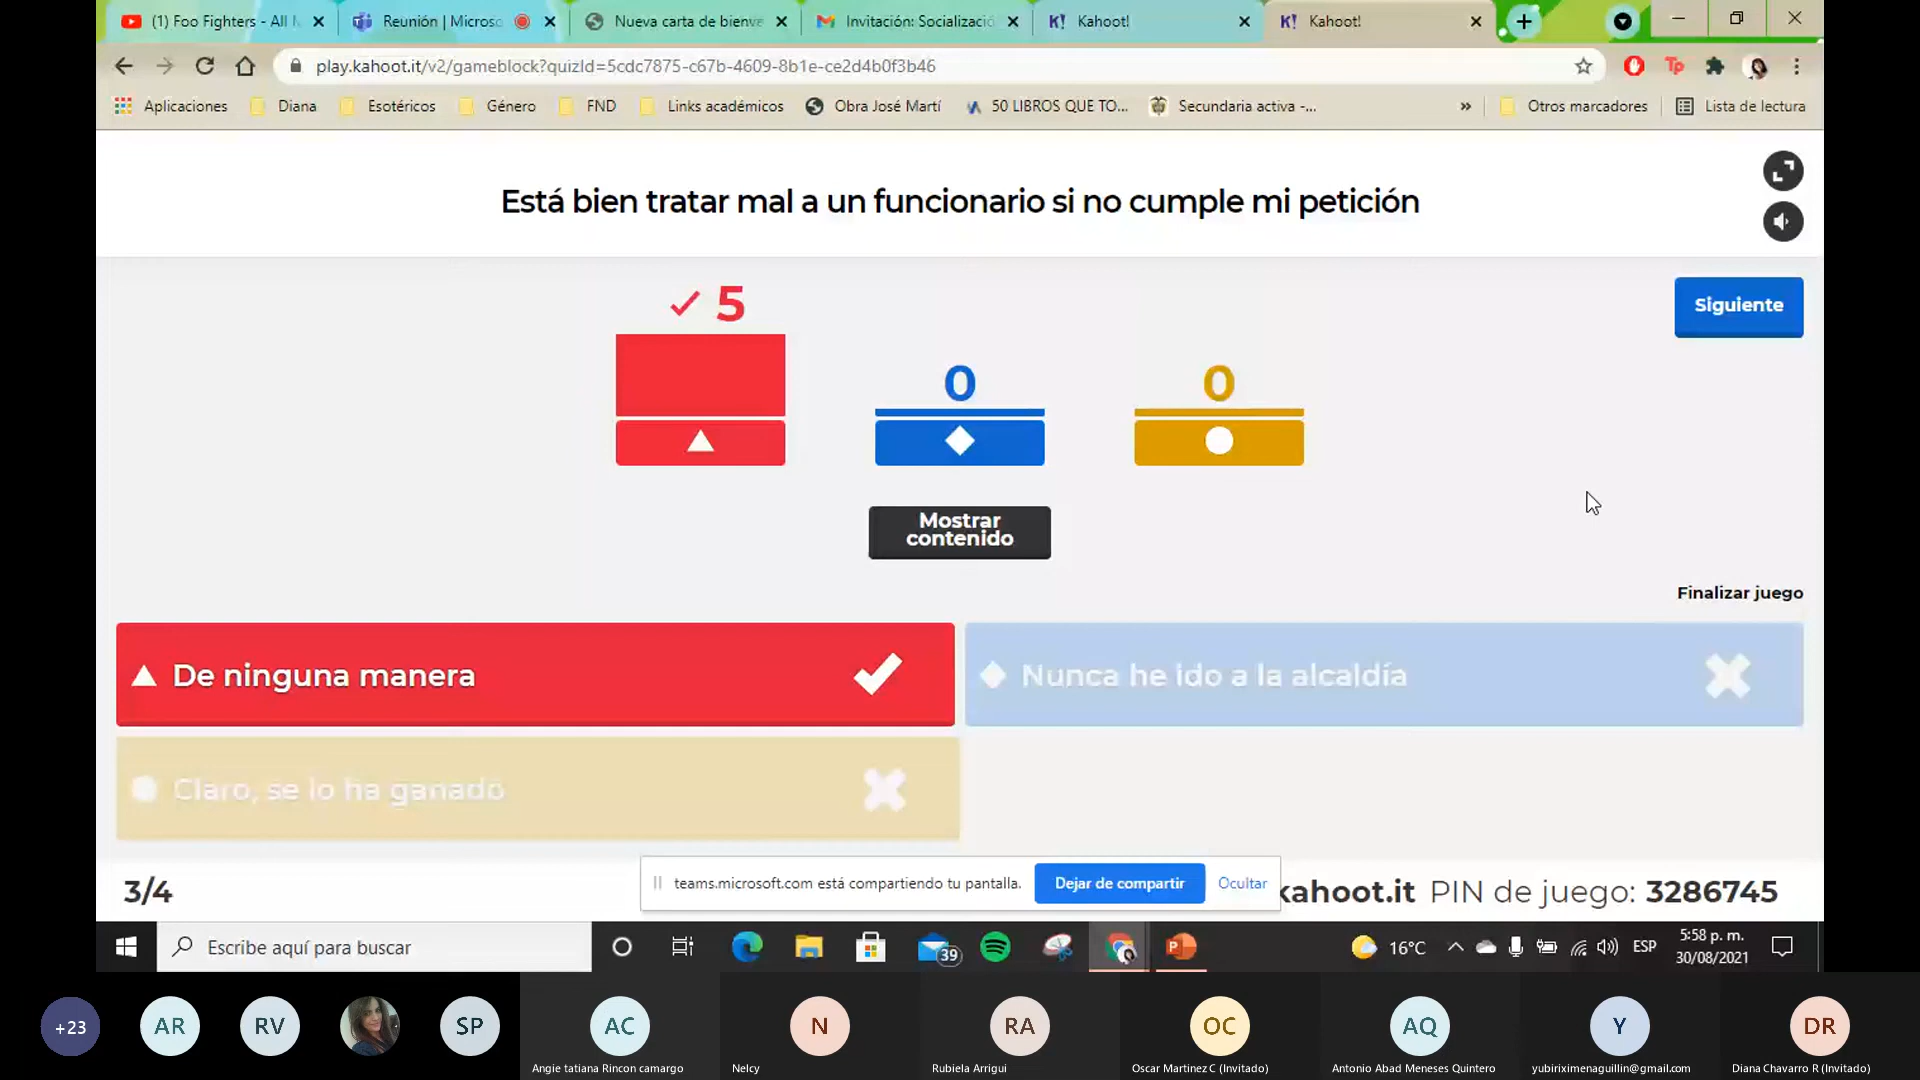 (1) Foo Fighters - All
Reunión | Microso
Nueva carta de bienve
Invitación: Socializació
K! Kahoot!
K! Kahoot!
play.kahoot.it/v2/gameblock?quizId=5cdc7875-c67b-4609-8b1e-ce2d4b0f3b46
Tp
Aplicaciones
Diana
Esotéricos
Género
FND
Links académicos
Obra José Martí
50 LIBROS QUE TO...
Secundaria activa -...
»
Otros marcadores
Lista de lectura
Está bien tratar mal a un funcionario si no cumple mi petición
5
0
0
Siguiente
Mostrar
contenido
Finalizar juego
De ninguna manera
Nunca he ido a la alcaldía
Claro, se lo ha ganado
3/4
teams.microsoft.com está compartiendo tu pantalla.
Dejar de compartir
Ocultar
kahoot.it PIN de juego: 3286745
Escribe aquí para buscar
39
16°C
ESP
5:58 p. m.
30/08/2021
+23
AR
RV
SP
AC
N
RA
OC
AQ
Y
DR
Angie tatiana Rincon camargo
Nelcy
Rubiela Arrigui
Oscar Martinez C (Invitado)
Antonio Abad Meneses Quintero
yubiriximenaguillin@gmail.com
Diana Chavarro R (Invitado)